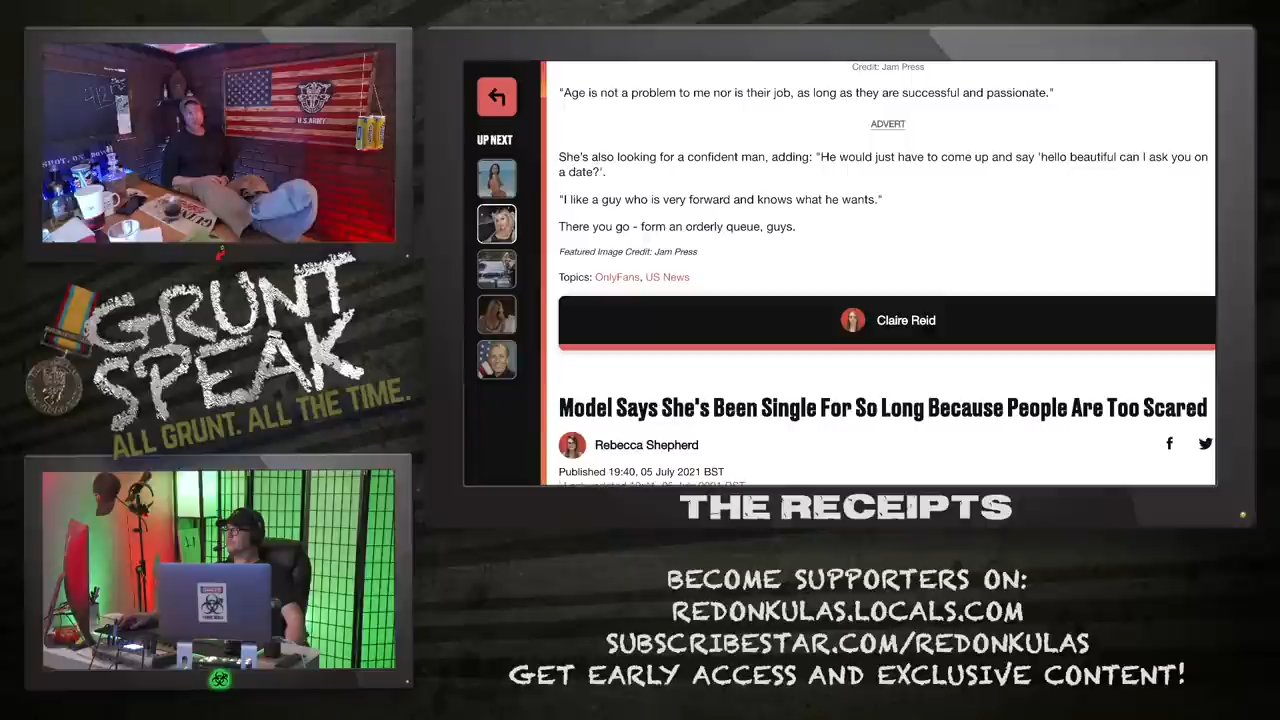 U.S.ARMY
GRUNT
SPEAK
ALL GRUNT. ALL THE TIME.
UP NEXT
Credit: Jam Press
"Age is not a problem to me nor is their job, as long as they are successful and passionate."
ADVERT
She's also looking for a confident man, adding: "He would just have to come up and say 'hello beautiful can I ask you on
a date?'.
"I like a guy who is very forward and knows what he wants."
There you go - form an orderly queue, guys.
Featured Image Credit: Jam Press
Topics: OnlyFans, US News
Claire Reid
Model Says She's Been Single For So Long Because People Are Too Scared
Rebecca Shepherd
Published 19:40, 05 July 2021 BST
THE RECEIPTS
BECOME SUPPORTERS ON:
REDONKULAS.LOCALS.COM
SUBSCRIBESTAR.COM/REDONKULAS
GET EARLY ACCESS AND EXCLUSIVE CONTENT!